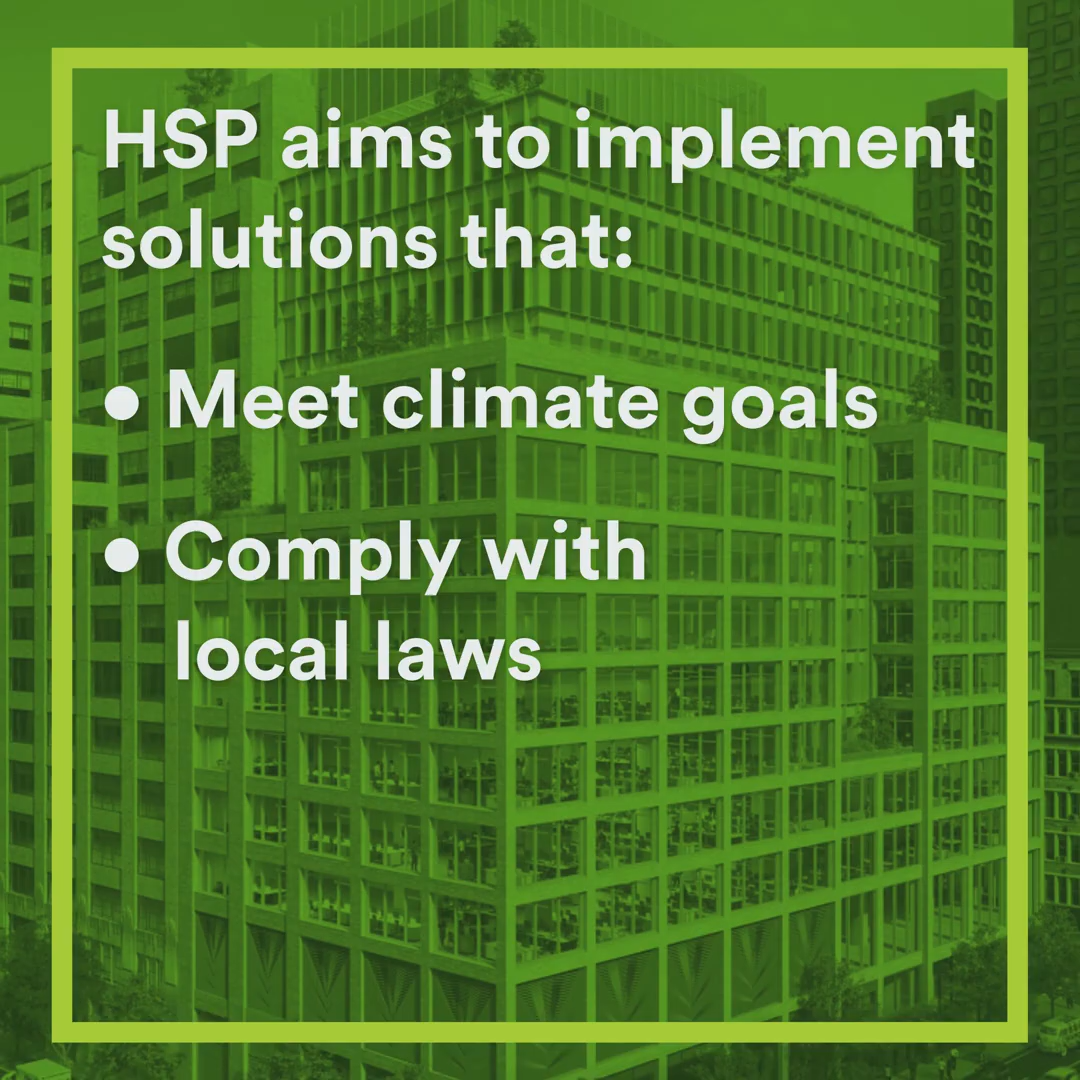 HSP aims to implement
solutions that:
• Meet climate goals
• Comply with
local laws